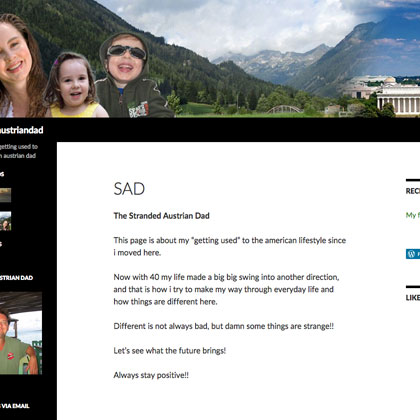 austriandad
getting used to
n austrian dad
SAD
The Stranded Austrian Dad
This page is about my "getting used" to the american lifestyle since
i moved here.
Now with 40 my life made a big big swing into another direction,
and that is how i try to make my way through everyday life and
how things are different here.
Different is not always bad, but damn some things are strange!!
Let's see what the future brings!
Always stay positive!!
STRIAN DAD
VIA EMAIL
REC
My f
LIKE